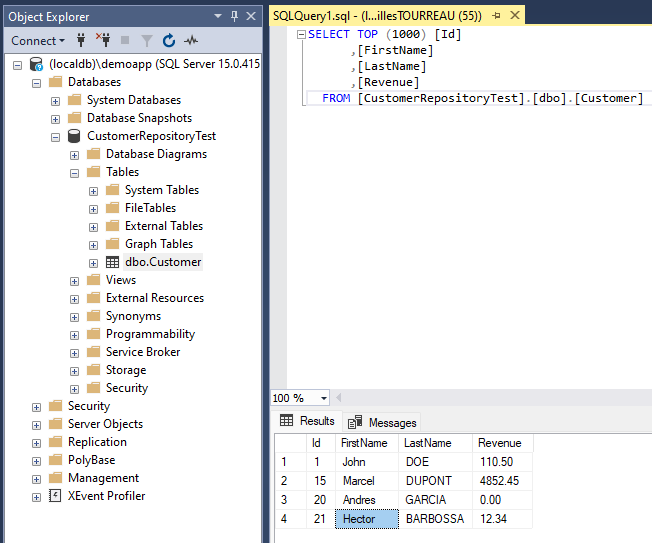 Object Explorer
Connect
(localdb)\demoapp (SQL Server 15.0.415
Databases
System Databases
Database Snapshots
CustomerRepositoryTest
Database Diagrams
Tables
System Tables
FileTables
External Tables
Graph Tables
dbo.Customer
Views
External Resources
Synonyms
Programmability
Service Broker
Storage
Security
Security
Server Objects
Replication
PolyBase
Management
XEvent Profiler
SQLQuery1.sql - (l...illesTOURREAU (55))
SELECT TOP (1000) [Id]
,[FirstName]
,[LastName]
,[Revenue]
FROM [CustomerRepositoryTest].[dbo].[Customer]
100 %
Results Messages
Id FirstName LastName Revenue
1 1 John DOE 110.50
2 15 Marcel DUPONT 4852.45
3 20 Andres GARCIA 0.00
4 21 Hector BARBOSSA 12.34